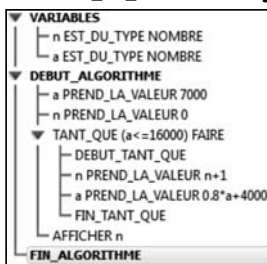 VARIABLES
n EST_DU_TYPE NOMBRE
a EST_DU_TYPE NOMBRE
DEBUT_ALGORITHME
a PREND_LA_VALEUR 7000
n PREND_LA_VALEUR 0
TANT_QUE (a<=16000) FAIRE
DEBUT_TANT_QUE
n PREND_LA_VALEUR n+1
a PREND_LA_VALEUR 0.8*a+4000
FIN_TANT_QUE
AFFICHER n
FIN_ALGORITHME